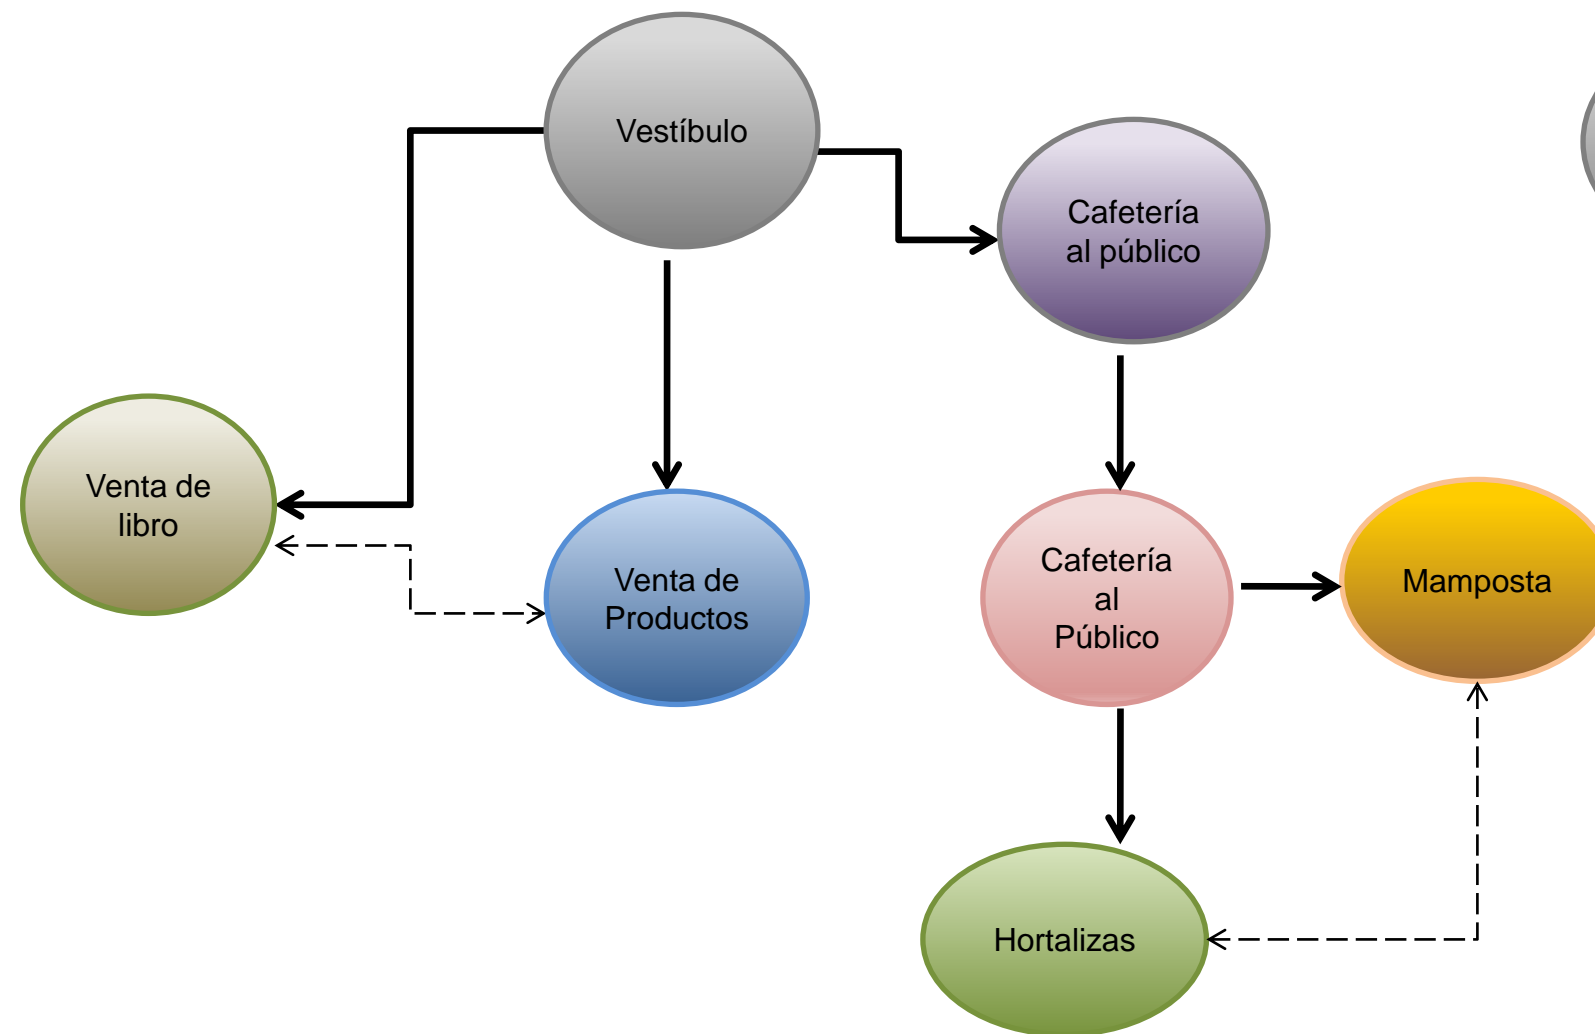 Vestíbulo
Cafetería
al público
Venta de
libro
Venta de
Productos
Cafetería
al
Público
Mamposta
Hortalizas